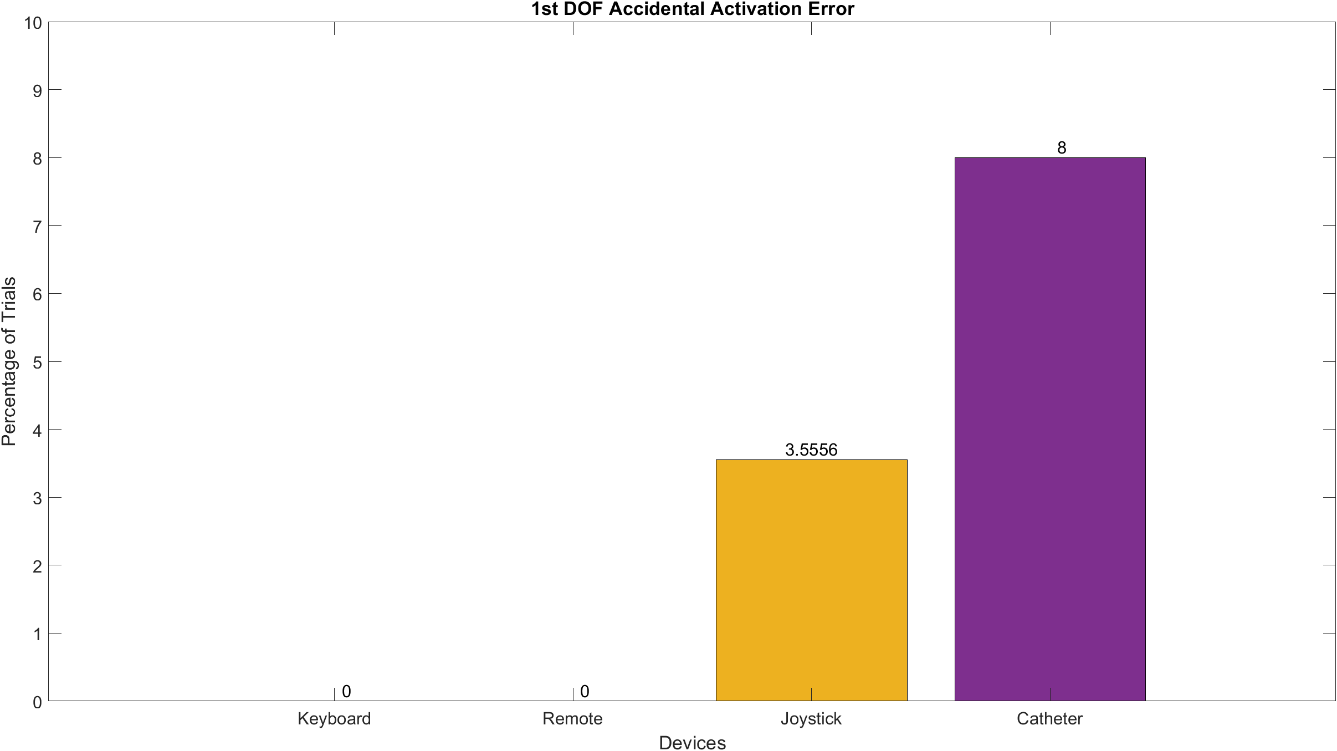 1st DOF Accidental Activation Error
Percentage of Trials
10
9
8
7
6
5
4
3
2
1
0
0
0
3.5556
8
Keyboard
Remote
Joystick
Catheter
Devices